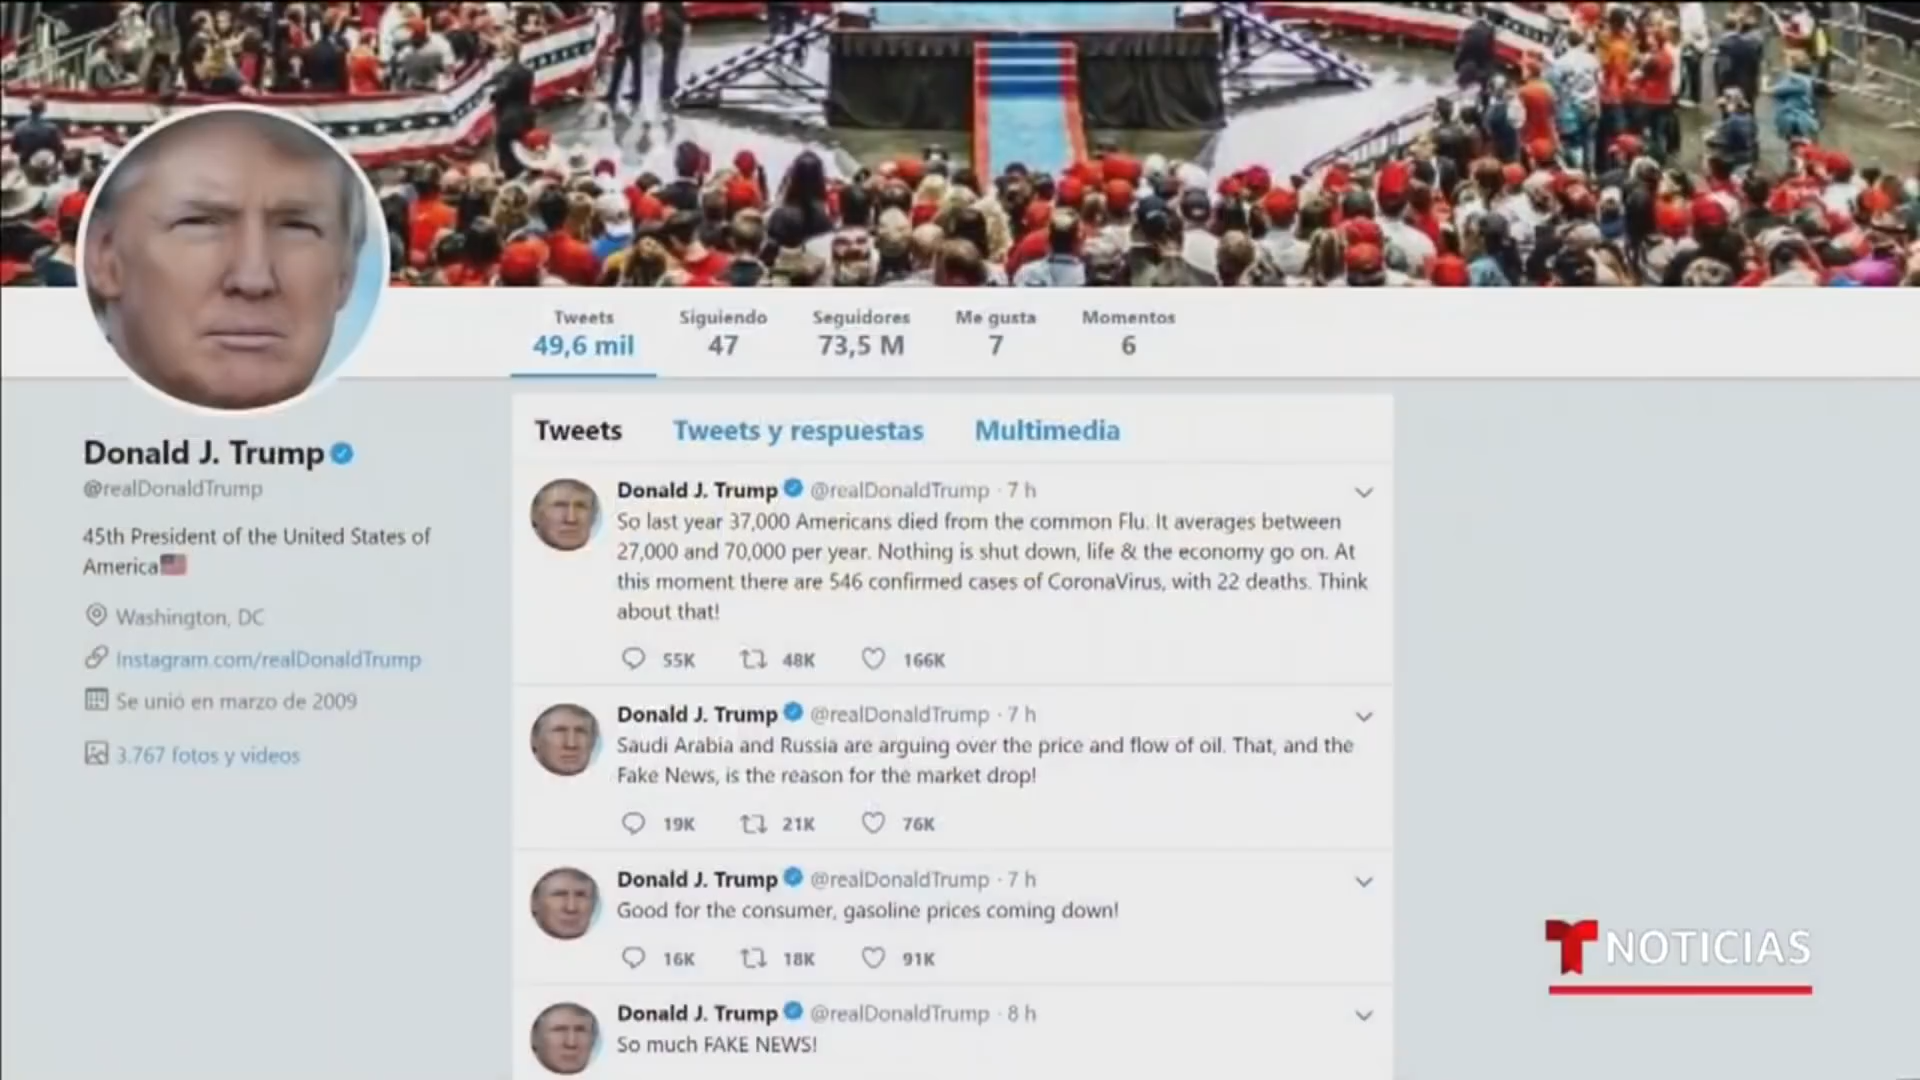 Tweets
49,6 mil
Siguiendo
47
Seguidores
73,5 M
Me gusta
7
Momentos
6
Donald J. Trump
@realDonaldTrump
45th President of the United States of
America
Washington, DC
Instagram.com/realDonaldTrump
Se unió en marzo de 2009
3.767 fotos y videos
Tweets Tweets y respuestas Multimedia
Donald J. Trump @realDonaldTrump · 7 h
So last year 37,000 Americans died from the common Flu. It averages between
27,000 and 70,000 per year. Nothing is shut down, life & the economy go on. At
this moment there are 546 confirmed cases of CoronaVirus, with 22 deaths. Think
about that!
55K 48K 166K
Donald J. Trump @realDonaldTrump · 7 h
Saudi Arabia and Russia are arguing over the price and flow of oil. That, and the
Fake News, is the reason for the market drop!
19K 21K 76K
Donald J. Trump @realDonaldTrump · 7 h
Good for the consumer, gasoline prices coming down!
16K 18K 91K
Donald J. Trump @realDonaldTrump · 8 h
So much FAKE NEWS!
NOTICIAS